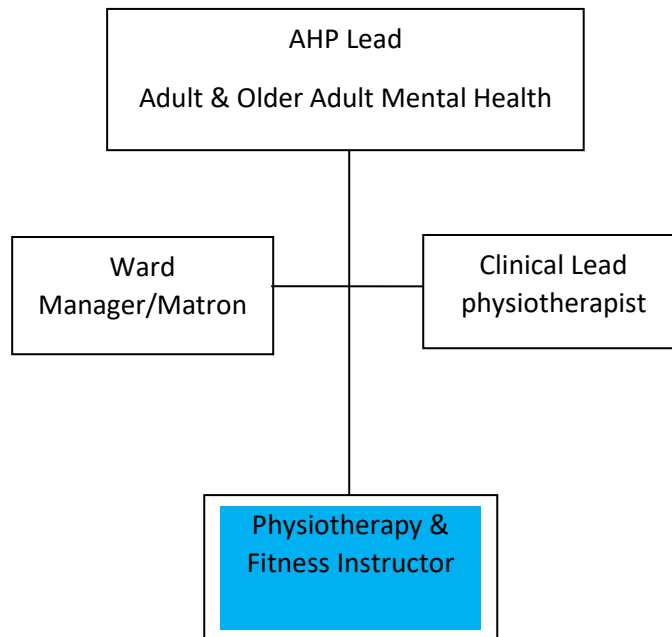 AHP Lead
Adult & Older Adult Mental Health
Ward
Manager/Matron
Clinical Lead
physiotherapist
Physiotherapy &
Fitness Instructor